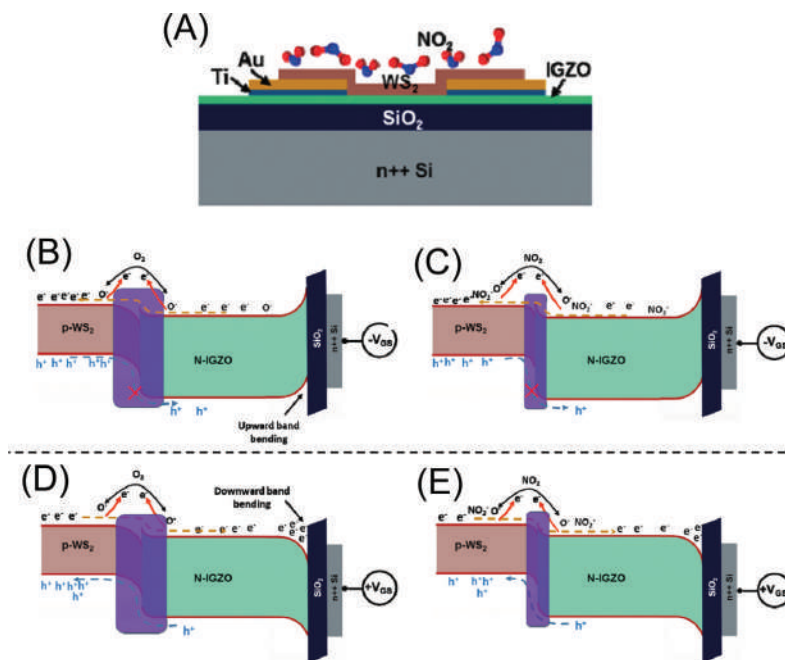 (A)
NO2
Au
IGZO
Ti
WS2
SiO2
n++ Si
(B)
O2
e- e- e- e- e- O- e- e- O- e- e- e- O-
p-WS2
N-IGZO
SiO2
n++ Si
-VGS
h+ h+ h+ h+h+
h+ h+
Upward band
bending
(C)
NO2
e- e- e- e- NO2- O- e- e- O- NO2- e- e- NO2-
p-WS2
N-IGZO
SiO2
n++ Si
-VGS
h+ h+ h+ h+ h+
h+
(D)
O2
Downward band
bending
e- e- e- O- e- e- O- e- e- e- e- e- e- e- e-
p-WS2
N-IGZO
SiO2
n++ Si
+VGS
h+ h+ h+h+
h+ h+
h+
(E)
NO2
e- e- NO2- O- e- e- O- NO2- e- e- e- e- e- e-
p-WS2
N-IGZO
SiO2
n++ Si
+VGS
h+ h+ h+ h+
h+ h+
h+